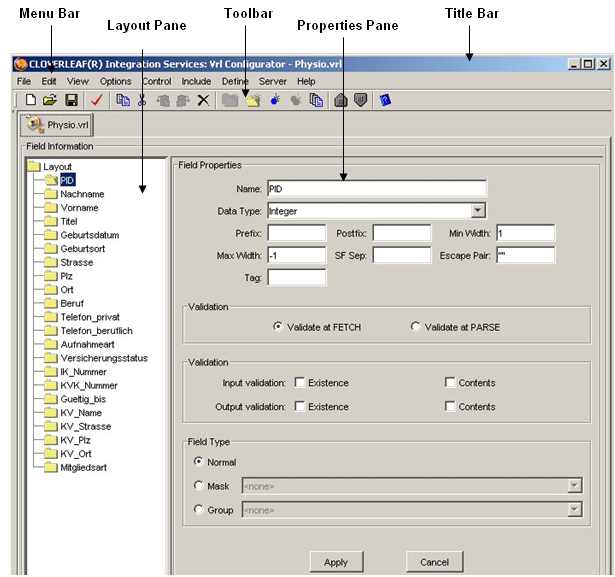 Menu Bar Layout Pane Toolbar Properties Pane Title Bar
CLOVERLEAF(R) Integration Services: Vrl Configurator - Physio.vrl
File Edit View Options Control Include Define Server Help
Physio.vrl
Field Information
Layout
PID
Nachname
Vorname
Titel
Geburtsdatum
Geburtsort
Strasse
Plz
Ort
Beruf
Telefon_privat
Telefon_beruflich
Aufnahmeart
Versicherungsstatus
IK_Nummer
KVK_Nummer
Gueltig_bis
KV_Name
KV_Strasse
KV_Plz
KV_Ort
Mitgliedsart
Field Properties
Name: PID
Data Type: Integer
Prefix: Postfix: Min Width: 1
Max Width: -1 SF Sep: Escape Pair: ""
Tag:
Validation
Validate at FETCH Validate at PARSE
Validation
Input validation: Existence Contents
Output validation: Existence Contents
Field Type
Normal
Mask <none>
Group <none>
Apply Cancel